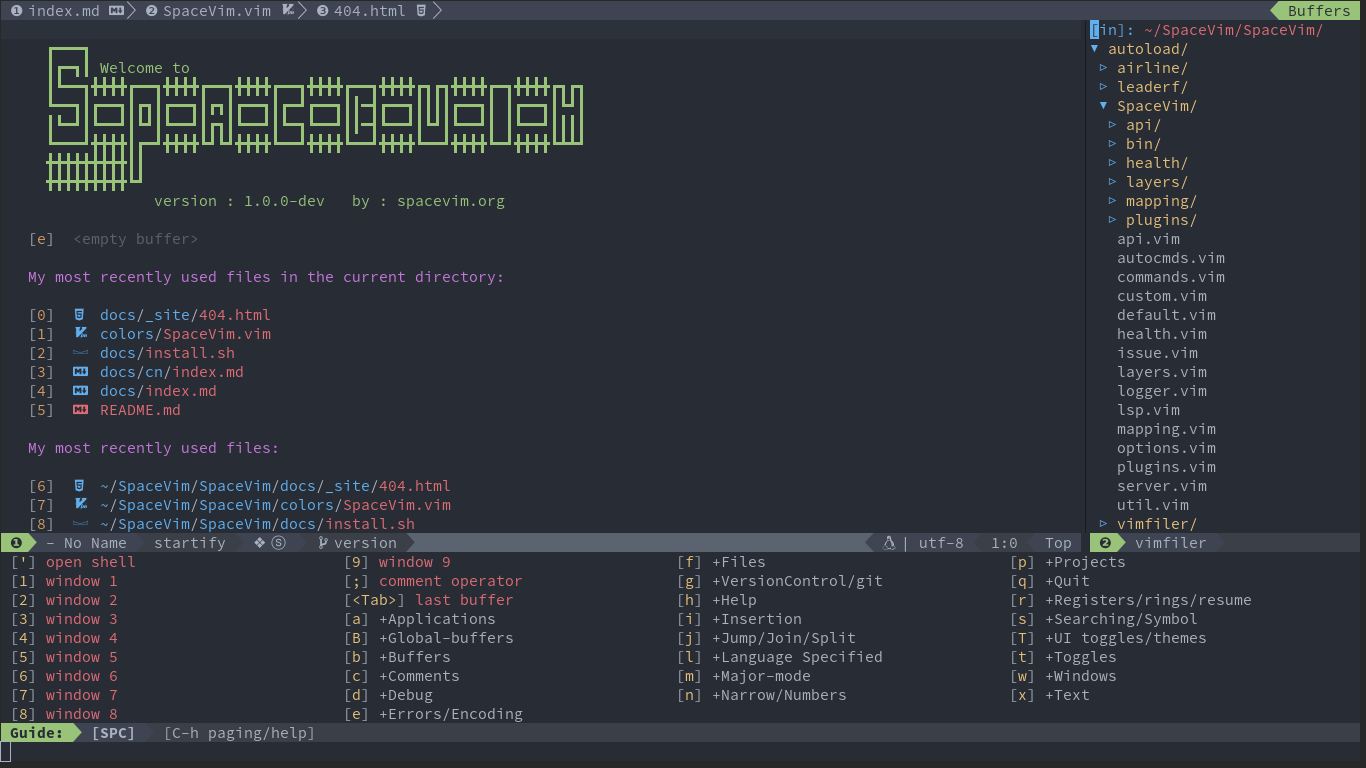 ❶ index.md ❷ SpaceVim.vim ❸ 404.html Buffers
Welcome to
SpaceVim
version : 1.0.0-dev by : spacevim.org
[e] <empty buffer>
My most recently used files in the current directory:
[0] docs/_site/404.html
[1] colors/SpaceVim.vim
[2] docs/install.sh
[3] docs/cn/index.md
[4] docs/index.md
[5] README.md
My most recently used files:
[6] ~/SpaceVim/SpaceVim/docs/_site/404.html
[7] ~/SpaceVim/SpaceVim/colors/SpaceVim.vim
[8] ~/SpaceVim/SpaceVim/docs/install.sh
[in]: ~/SpaceVim/SpaceVim/
▼ autoload/
▷ airline/
▷ leaderf/
▼ SpaceVim/
▷ api/
▷ bin/
▷ health/
▷ layers/
▷ mapping/
▷ plugins/
api.vim
autocmds.vim
commands.vim
custom.vim
default.vim
health.vim
issue.vim
layers.vim
logger.vim
lsp.vim
mapping.vim
options.vim
plugins.vim
server.vim
util.vim
▷ vimfiler/
❶ - No Name startify ❖ Ⓢ version | utf-8 1:0 Top ❷ vimfiler
['] open shell [9] window 9 [f] +Files [p] +Projects
[1] window 1 [;] comment operator [g] +VersionControl/git [q] +Quit
[2] window 2 [<Tab>] last buffer [h] +Help [r] +Registers/rings/resume
[3] window 3 [a] +Applications [i] +Insertion [s] +Searching/Symbol
[4] window 4 [B] +Global-buffers [j] +Jump/Join/Split [T] +UI toggles/themes
[5] window 5 [b] +Buffers [l] +Language Specified [t] +Toggles
[6] window 6 [c] +Comments [m] +Major-mode [w] +Windows
[7] window 7 [d] +Debug [n] +Narrow/Numbers [x] +Text
[8] window 8 [e] +Errors/Encoding
Guide: [SPC] [C-h paging/help]